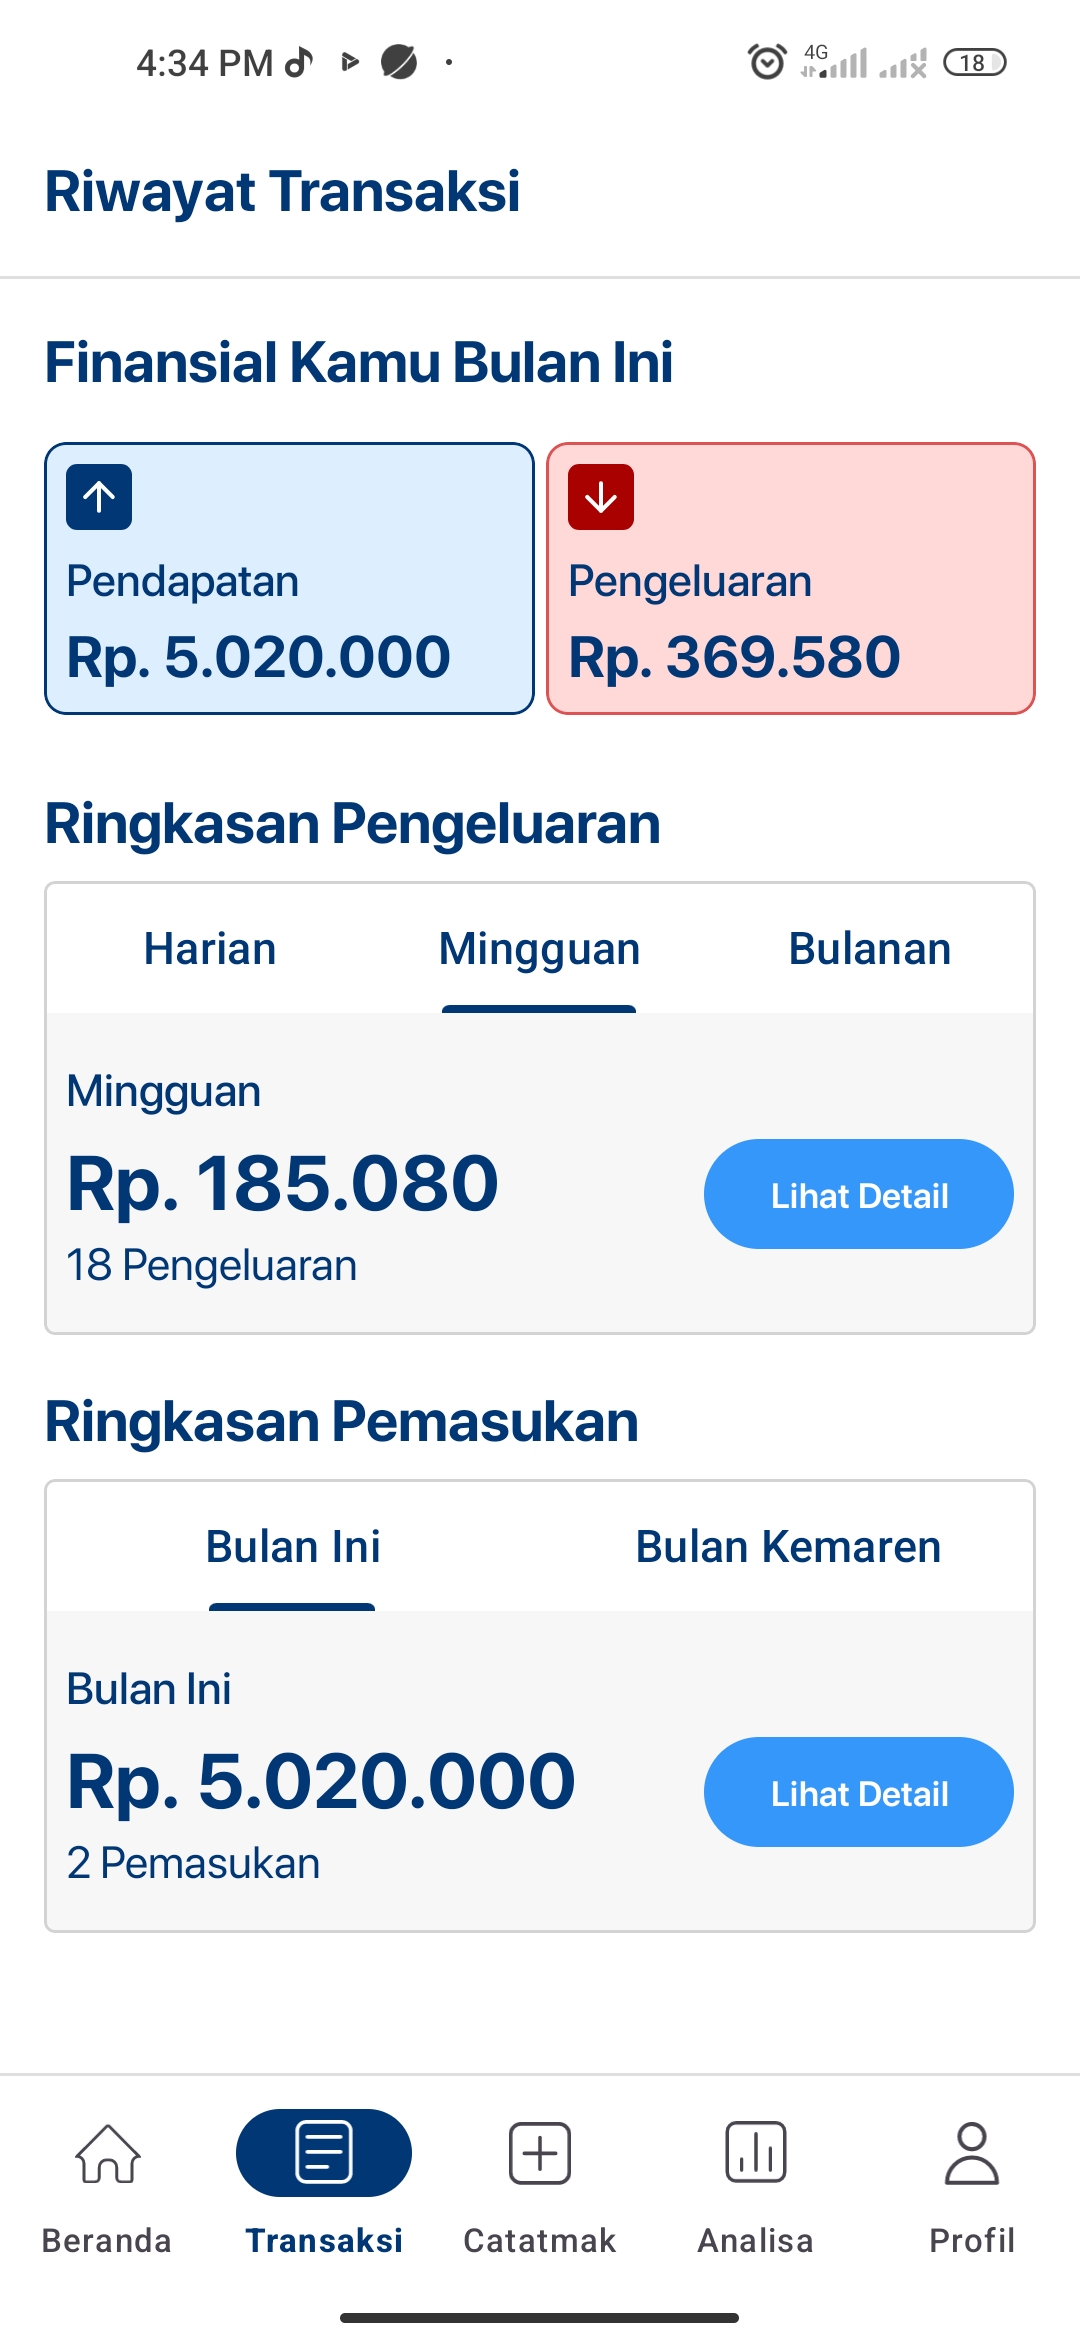 4:34 PM
4G
18
Riwayat Transaksi
Finansial Kamu Bulan Ini
Pendapatan
Rp. 5.020.000
Pengeluaran
Rp. 369.580
Ringkasan Pengeluaran
Harian Mingguan Bulanan
Mingguan
Rp. 185.080
Lihat Detail
18 Pengeluaran
Ringkasan Pemasukan
Bulan Ini Bulan Kemaren
Bulan Ini
Rp. 5.020.000
Lihat Detail
2 Pemasukan
Beranda Transaksi Catatmak Analisa Profil